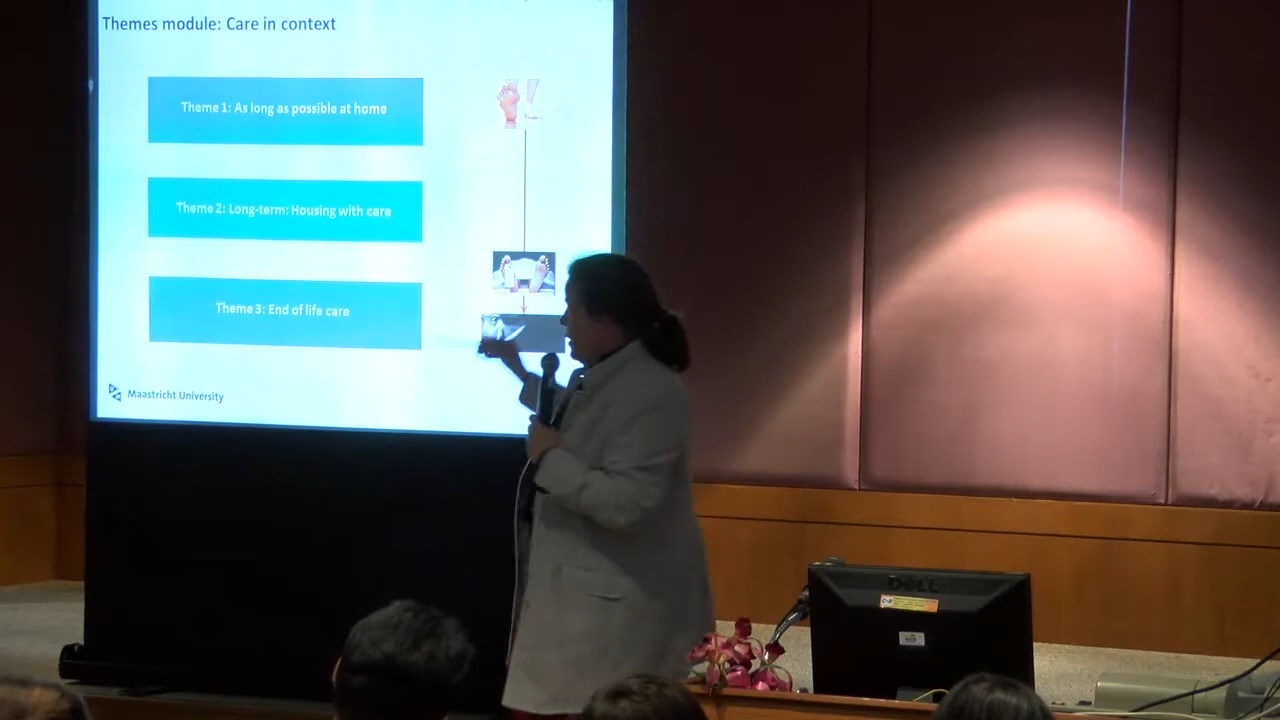 Themes module: Care in context
Theme 1: As long as possible at home
Theme 2: Long-term: Housing with care
Theme 3: End of life care
Maastricht University
DELL